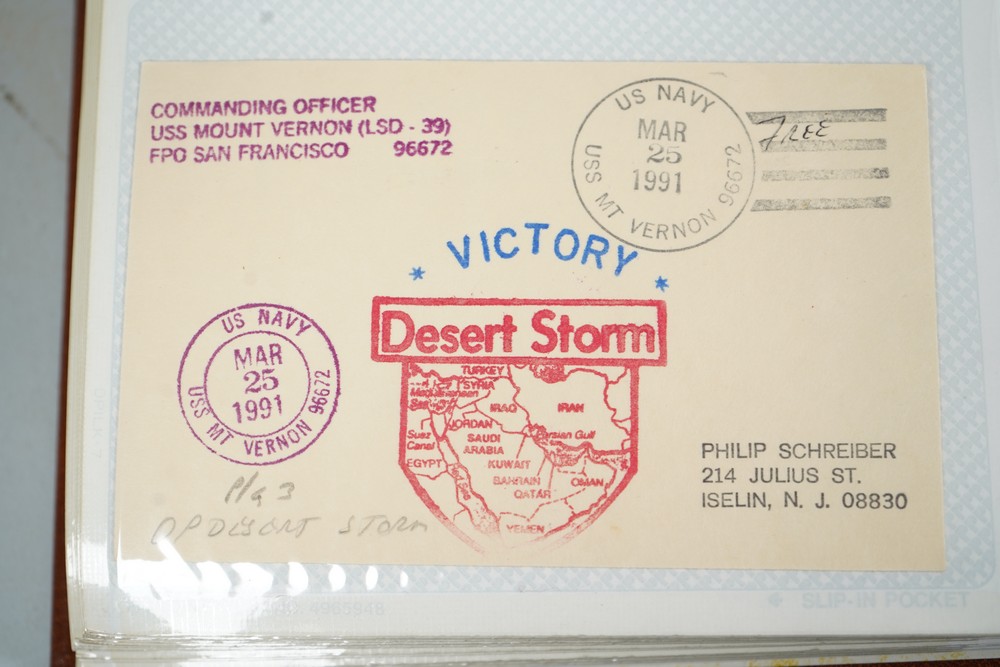 COMMANDING OFFICER
USS MOUNT VERNON (LSD - 39)
FPO SAN FRANCISCO 96672
US NAVY
MAR
25
1991
USS MT VERNON 96672
FREE
VICTORY
* *
Desert Storm
TURKEY
SYRIA
Mediterranean
Sea
IRAQ
IRAN
JORDAN
Suez
Canal
SAUDI
ARABIA
Persian Gulf
EGYPT
KUWAIT
BAHRAIN
QATAR
OMAN
YEMEN
US NAVY
MAR
25
1991
USS MT VERNON 96672
OP DESERT STORM
PHILIP SCHREIBER
214 JULIUS ST.
ISELIN, N. J. 08830
SLIP-IN POCKET